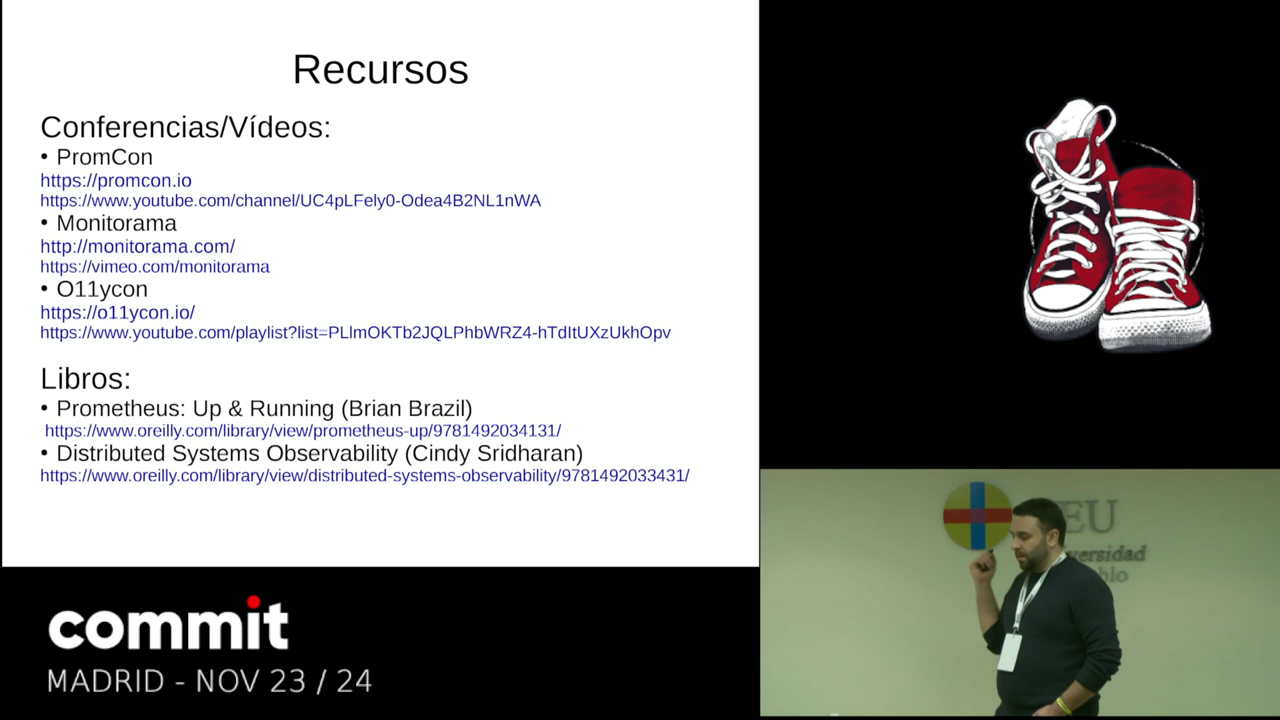 Recursos
Conferencias/Vídeos:
• PromCon
https://promcon.io
https://www.youtube.com/channel/UC4pLFely0-Odea4B2NL1nWA
• Monitorama
http://monitorama.com/
https://vimeo.com/monitorama
• O11ycon
https://o11ycon.io/
https://www.youtube.com/playlist?list=PLlmOKTb2JQLPhbWRZ4-hTdItUXzUkhOpv
Libros:
• Prometheus: Up & Running (Brian Brazil)
https://www.oreilly.com/library/view/prometheus-up/9781492034131/
• Distributed Systems Observability (Cindy Sridharan)
https://www.oreilly.com/library/view/distributed-systems-observability/9781492033431/
commit
MADRID - NOV 23 / 24
EU
versidad
blo